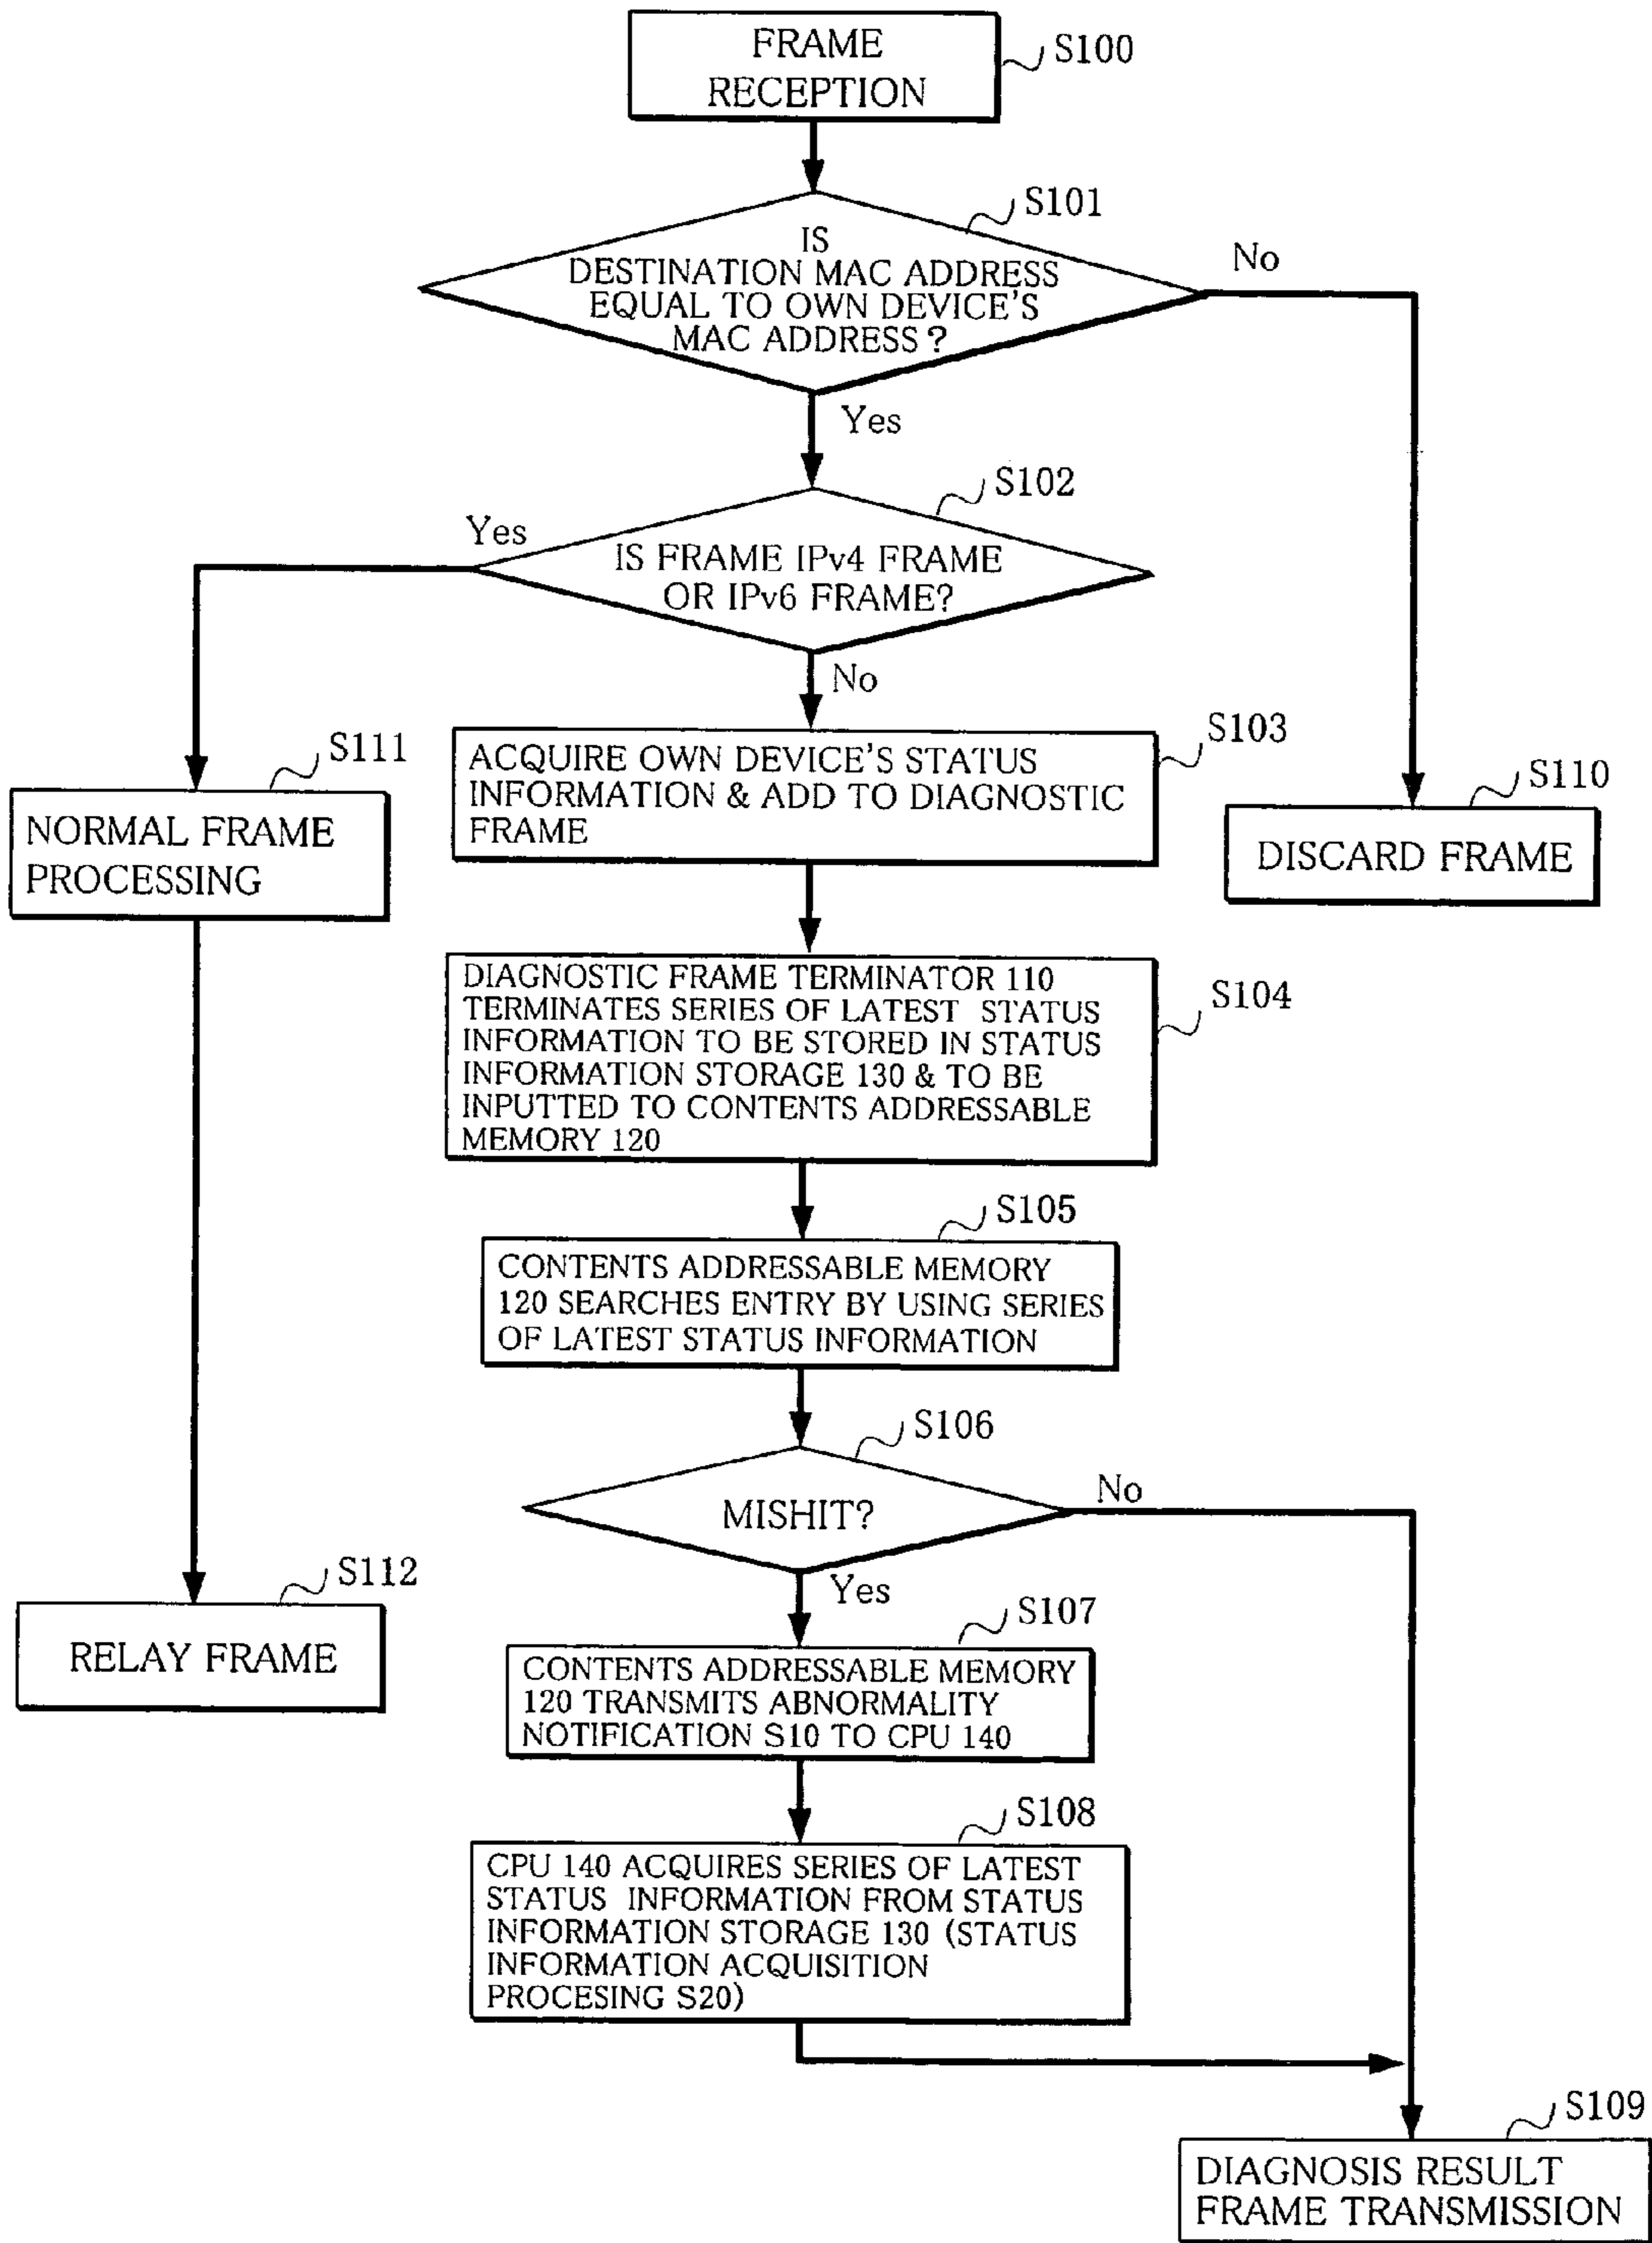 FRAME
RECEPTION
S100
S101
IS
DESTINATION MAC ADDRESS
EQUAL TO OWN DEVICE'S
MAC ADDRESS?
No
Yes
S102
Yes
IS FRAME IPv4 FRAME
OR IPv6 FRAME?
No
S103
ACQUIRE OWN DEVICE'S STATUS
INFORMATION & ADD TO DIAGNOSTIC
FRAME
S111
NORMAL FRAME
PROCESSING
S110
DISCARD FRAME
S104
DIAGNOSTIC FRAME TERMINATOR 110
TERMINATES SERIES OF LATEST STATUS
INFORMATION TO BE STORED IN STATUS
INFORMATION STORAGE 130 & TO BE
INPUTTED TO CONTENTS ADDRESSABLE
MEMORY 120
S105
CONTENTS ADDRESSABLE MEMORY
120 SEARCHES ENTRY BY USING SERIES
OF LATEST STATUS INFORMATION
S106
MISHIT?
No
Yes
S112
RELAY FRAME
S107
CONTENTS ADDRESSABLE MEMORY
120 TRANSMITS ABNORMALITY
NOTIFICATION S10 TO CPU 140
S108
CPU 140 ACQUIRES SERIES OF LATEST
STATUS INFORMATION FROM STATUS
INFORMATION STORAGE 130 (STATUS
INFORMATION ACQUISITION
PROCESING S20)
S109
DIAGNOSIS RESULT
FRAME TRANSMISSION